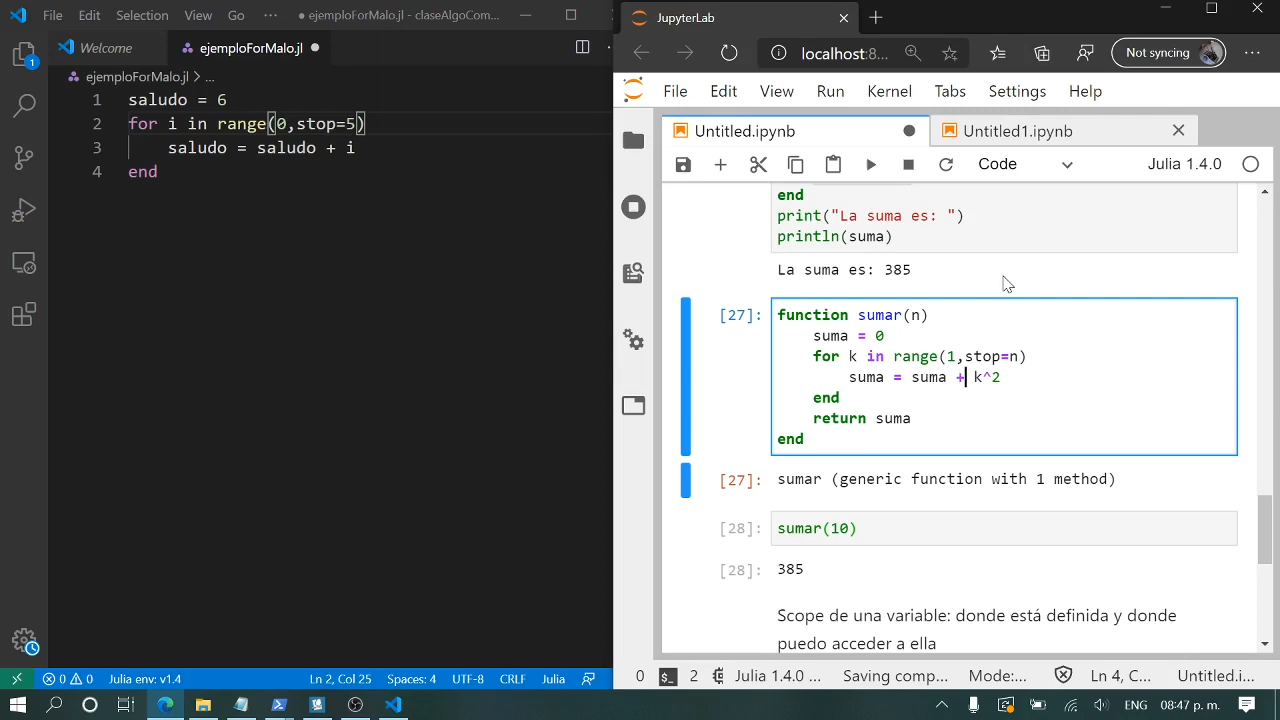 File Edit Selection View Go ··· ejemploForMalo.jl - claseAlgoCom...
Welcome ejemploForMalo.jl
ejemploForMalo.jl > ...
1 saludo = 6
2 for i in range(0,stop=5)
3 saludo = saludo + i
4 end
1
0 0 Julia env: v1.4 Ln 2, Col 25 Spaces: 4 UTF-8 CRLF Julia
JupyterLab
localhost:8... Not syncing
File Edit View Run Kernel Tabs Settings Help
Untitled.ipynb Untitled1.ipynb
Code Julia 1.4.0
end
print("La suma es: ")
println(suma)
La suma es: 385
[27]: function sumar(n)
suma = 0
for k in range(1,stop=n)
suma = suma + k^2
end
return suma
end
[27]: sumar (generic function with 1 method)
[28]: sumar(10)
[28]: 385
Scope de una variable: donde está definida y donde
puedo acceder a ella
0 $_ 2 Julia 1.4.0 ... Saving comp... Mode:... Ln 4, C... Untitled.i...
ENG 08:47 p. m.